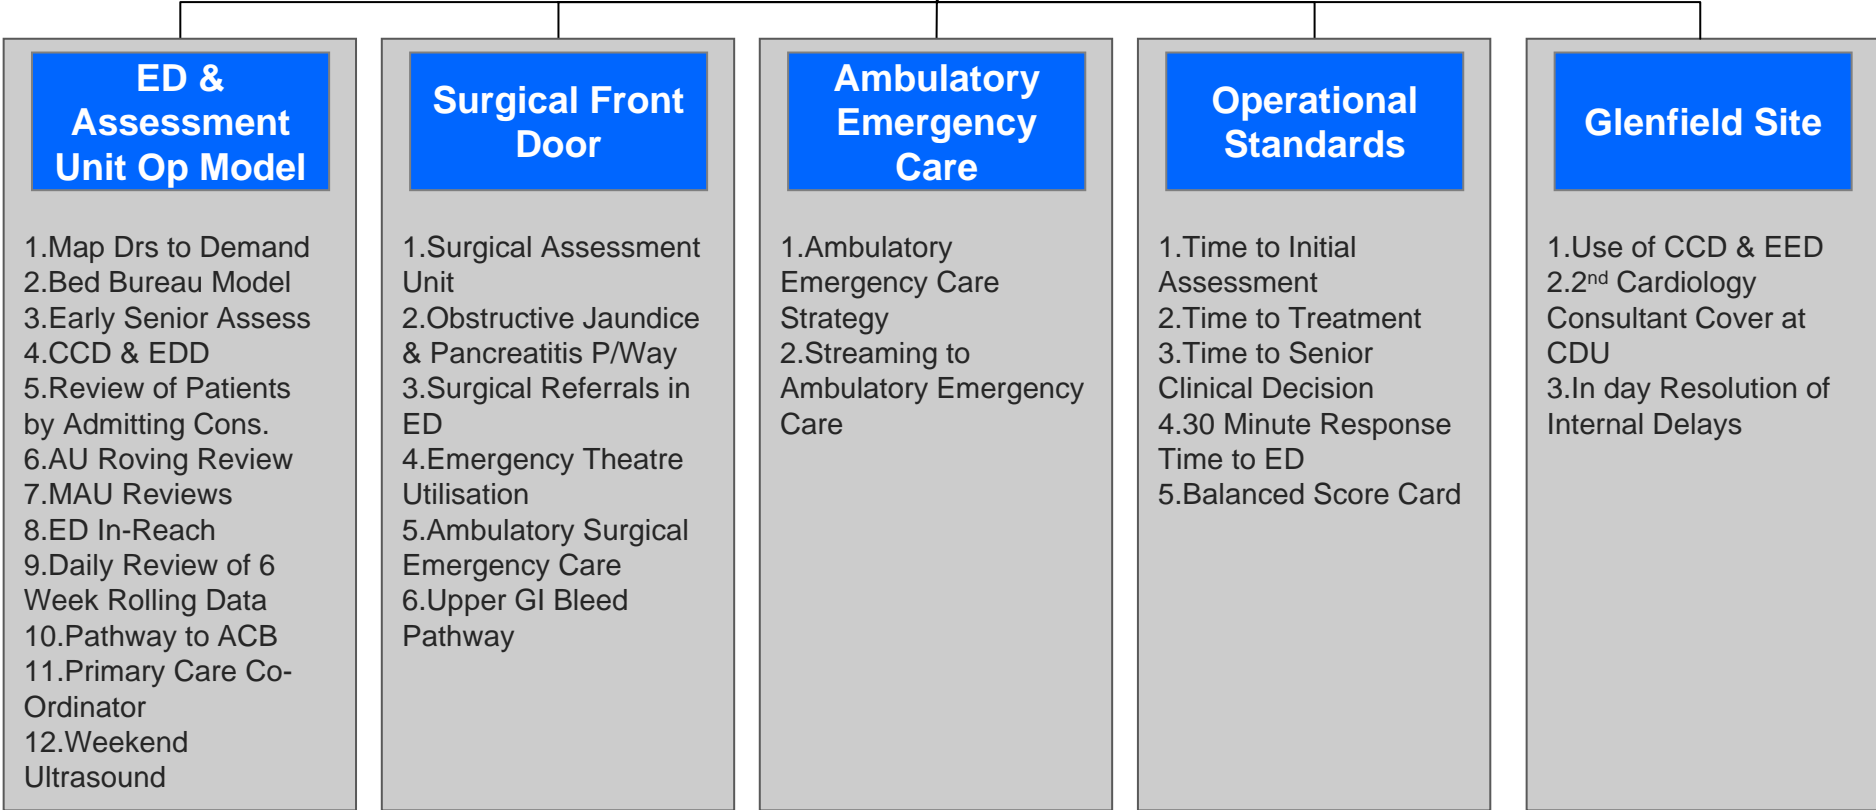 ED &
Assessment
Unit Op Model
1.Map Drs to Demand
2.Bed Bureau Model
3.Early Senior Assess
4.CCD & EDD
5.Review of Patients
by Admitting Cons.
6.AU Roving Review
7.MAU Reviews
8.ED In-Reach
9.Daily Review of 6
Week Rolling Data
10.Pathway to ACB
11.Primary Care Co-
Ordinator
12.Weekend
Ultrasound
Surgical Front
Door
1.Surgical Assessment
Unit
2.Obstructive Jaundice
& Pancreatitis P/Way
3.Surgical Referrals in
ED
4.Emergency Theatre
Utilisation
5.Ambulatory Surgical
Emergency Care
6.Upper GI Bleed
Pathway
Ambulatory
Emergency
Care
1.Ambulatory
Emergency Care
Strategy
2.Streaming to
Ambulatory Emergency
Care
Operational
Standards
1.Time to Initial
Assessment
2.Time to Treatment
3.Time to Senior
Clinical Decision
4.30 Minute Response
Time to ED
5.Balanced Score Card
Glenfield Site
1.Use of CCD & EED
2.2nd Cardiology
Consultant Cover at
CDU
3.In day Resolution of
Internal Delays